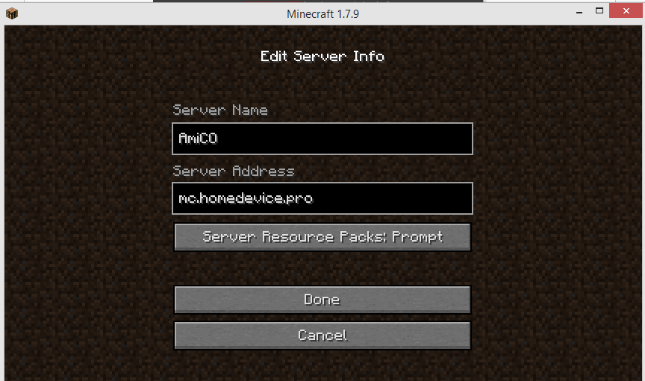 Minecraft 1.7.9
Edit Server Info
Server Name
AmiCO
Server Address
mc.homedevice.pro
Server Resource Packs: Prompt
Done
Cancel